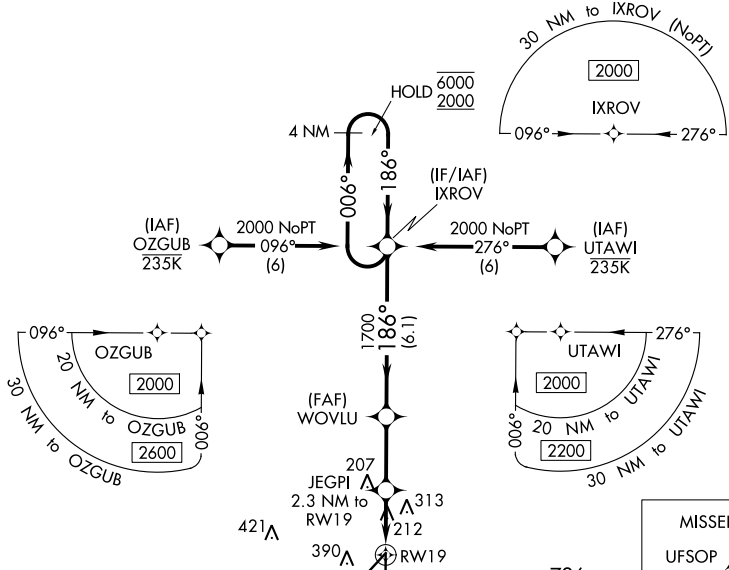 30 NM to IXROV (NoPT)
2000
IXROV
096°
276°
HOLD
6000
2000
4 NM
006°
186°
(IF/IAF)
IXROV
(IAF)
OZGUB
235K
2000 NoPT
096°
(6)
2000 NoPT
276°
(6)
(IAF)
UTAWI
235K
1700
186°
(6.1)
096°
OZGUB
2000
20 NM to OZGUB
2600
30 NM to OZGUB
006°
276°
UTAWI
2000
20 NM to UTAWI
2200
30 NM to UTAWI
006°
(FAF)
WOVLU
207
JEGPI
2.3 NM to
RW19
313
212
421
390
RW19
MISSE
UFSOP